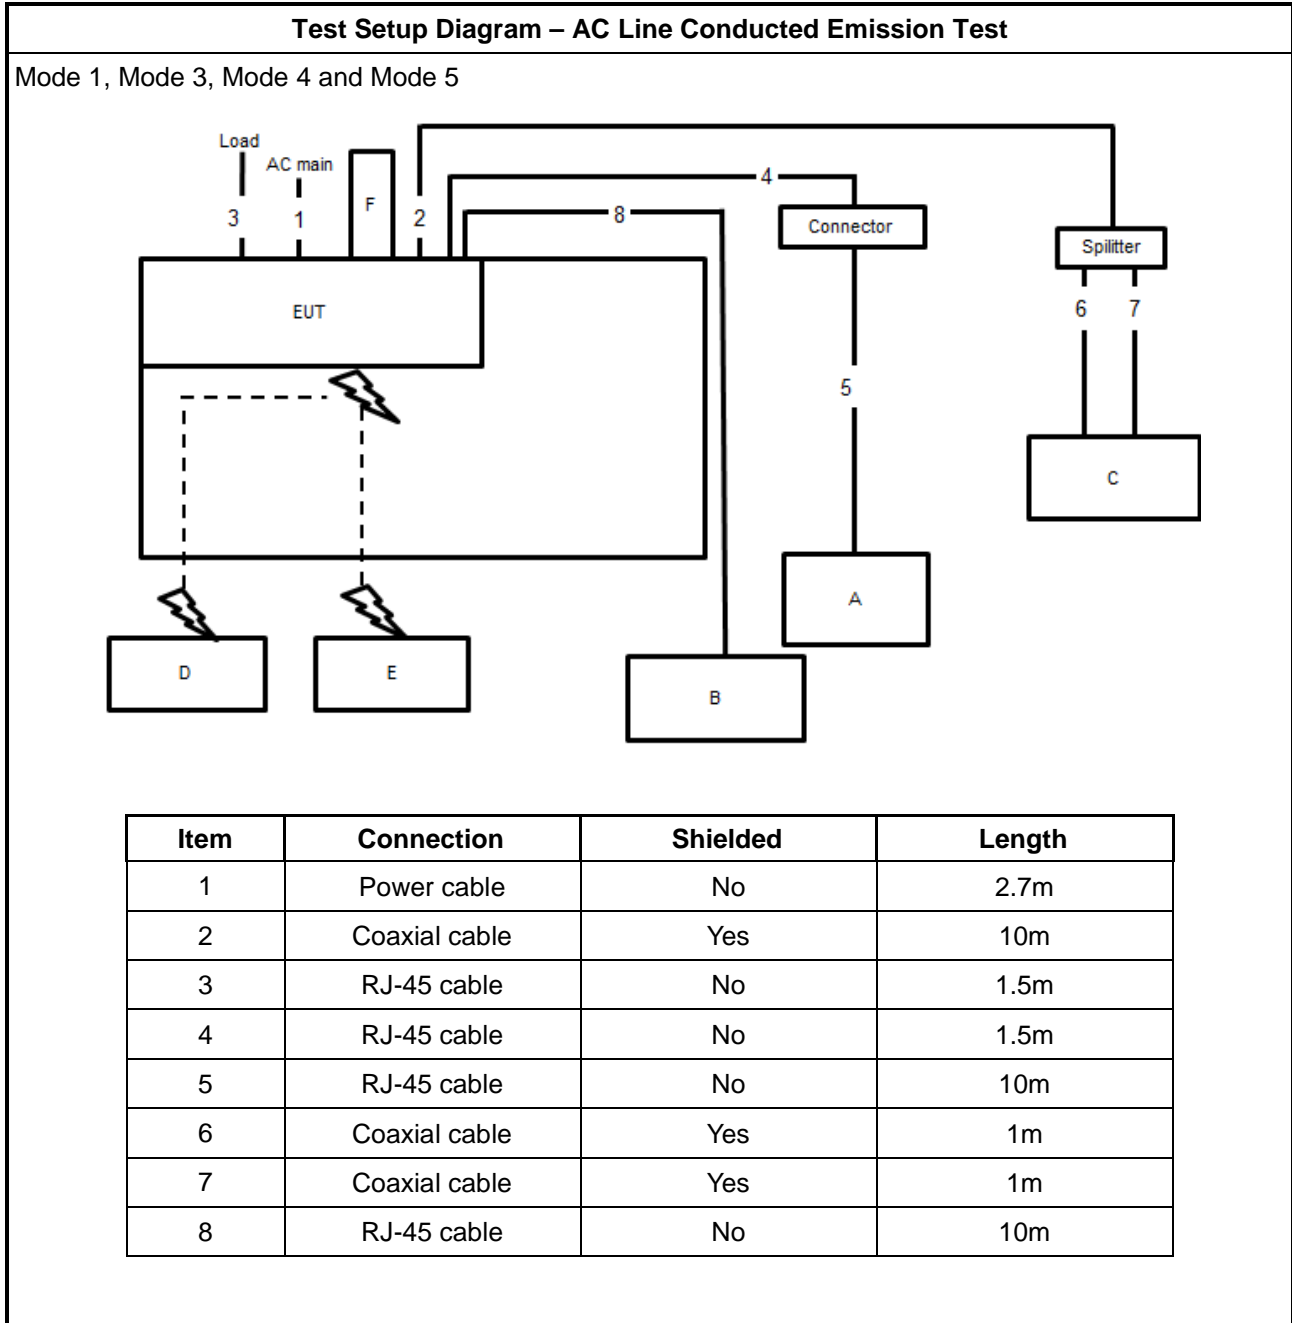 Test Setup Diagram – AC Line Conducted Emission Test
Mode 1, Mode 3, Mode 4 and Mode 5
Load
AC main
3
1
F
2
4
8
Connector
Spilitter
EUT
6
7
5
C
A
D
E
B
Item Connection Shielded Length
1 Power cable No 2.7m
2 Coaxial cable Yes 10m
3 RJ-45 cable No 1.5m
4 RJ-45 cable No 1.5m
5 RJ-45 cable No 10m
6 Coaxial cable Yes 1m
7 Coaxial cable Yes 1m
8 RJ-45 cable No 10m